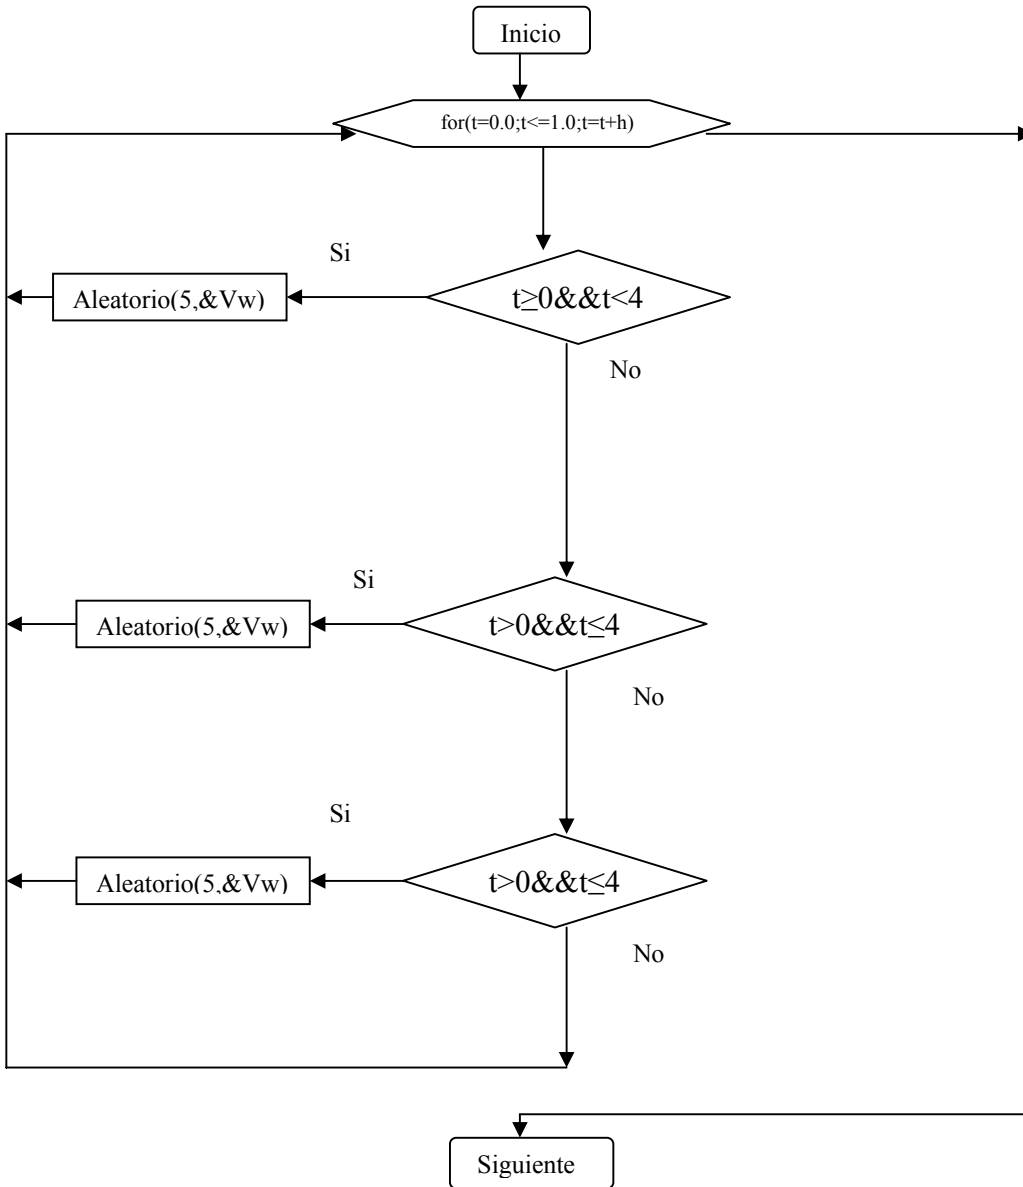 Inicio
for(t=0.0;t<=1.0;t=t+h)
Si
Aleatorio(5,&Vw)
t≥0&&t<4
No
Si
Aleatorio(5,&Vw)
t>0&&t≤4
No
Si
Aleatorio(5,&Vw)
t>0&&t≤4
No
Siguiente